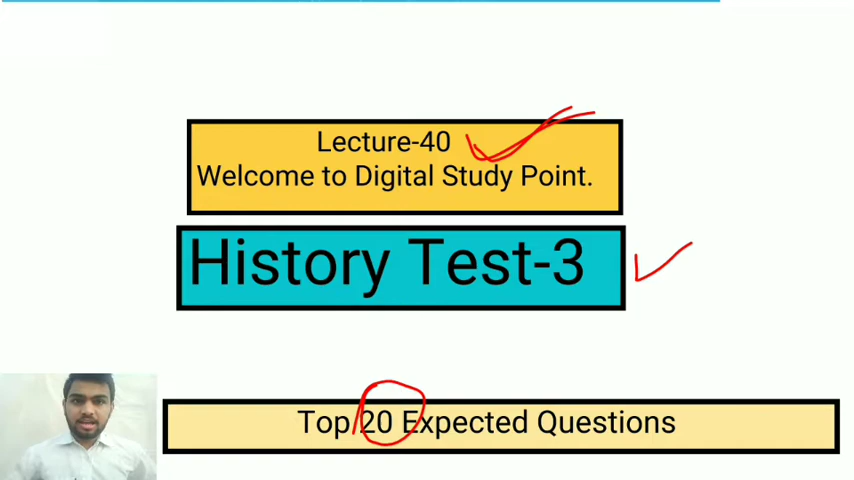 Lecture-40
Welcome to Digital Study Point.
History Test-3
Top 20 Expected Questions